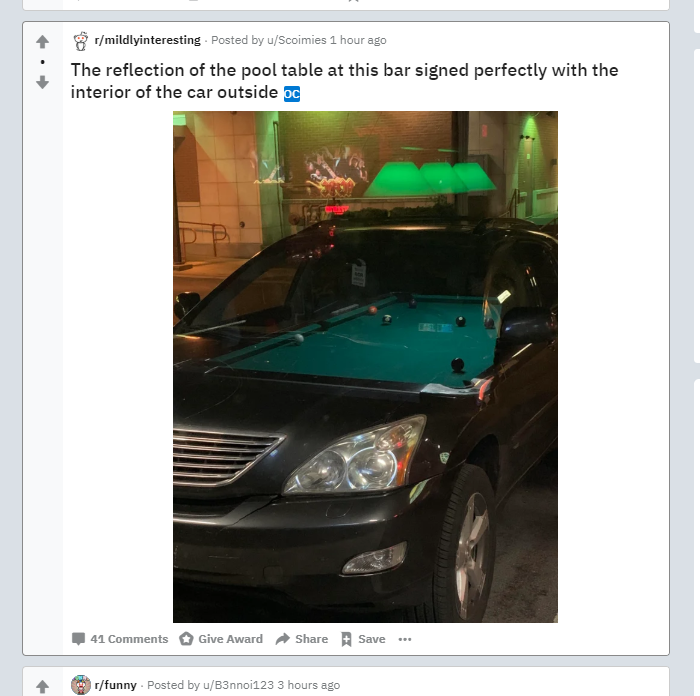 r/mildlyinteresting · Posted by u/Scoimies 1 hour ago
The reflection of the pool table at this bar signed perfectly with the
interior of the car outside OC
41 Comments Give Award Share Save
r/funny · Posted by u/B3nnoi123 3 hours ago